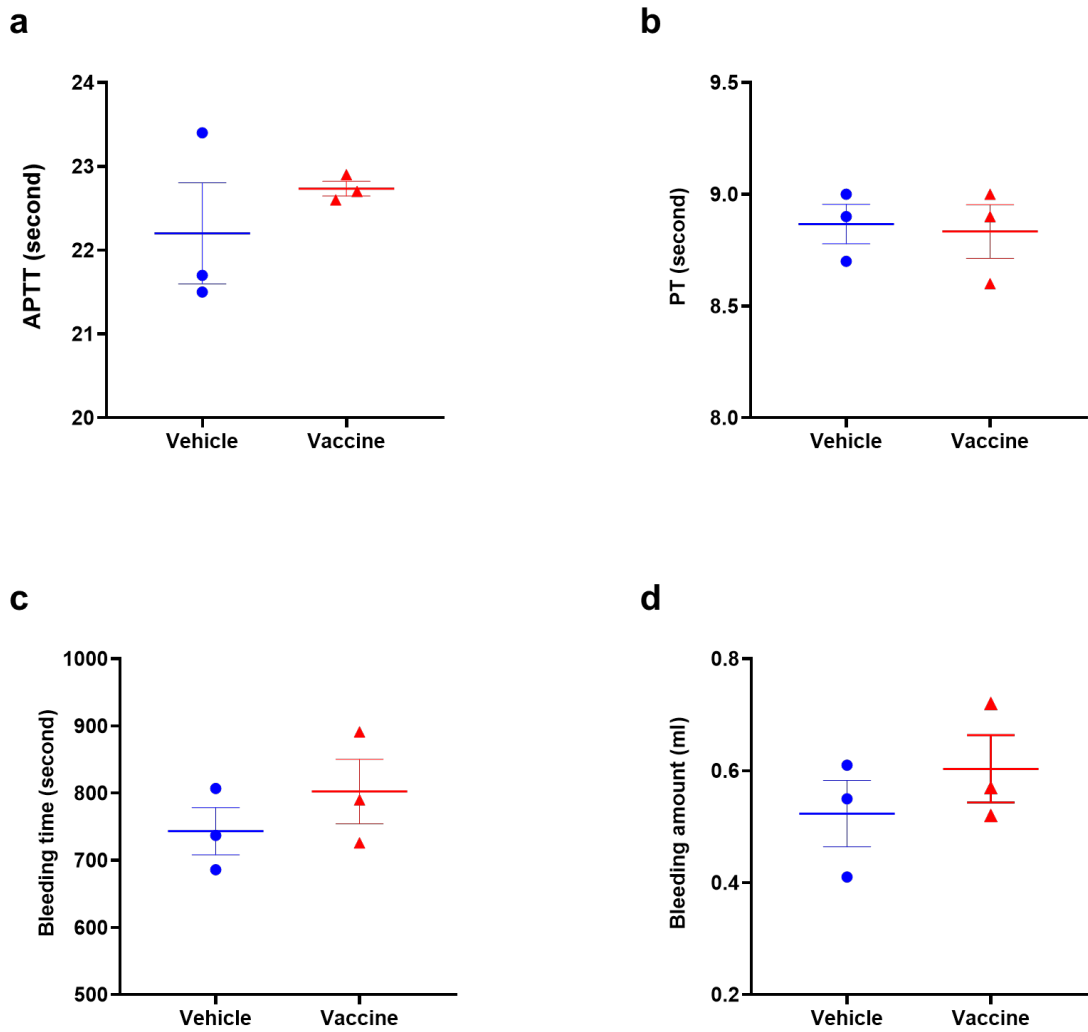 a
APTT (second)
24
23
22
21
20
Vehicle
Vaccine
b
PT (second)
9.5
9.0
8.5
8.0
Vehicle
Vaccine
c
Bleeding time (second)
1000
900
800
700
600
500
Vehicle
Vaccine
d
Bleeding amount (ml)
0.8
0.6
0.4
0.2
Vehicle
Vaccine